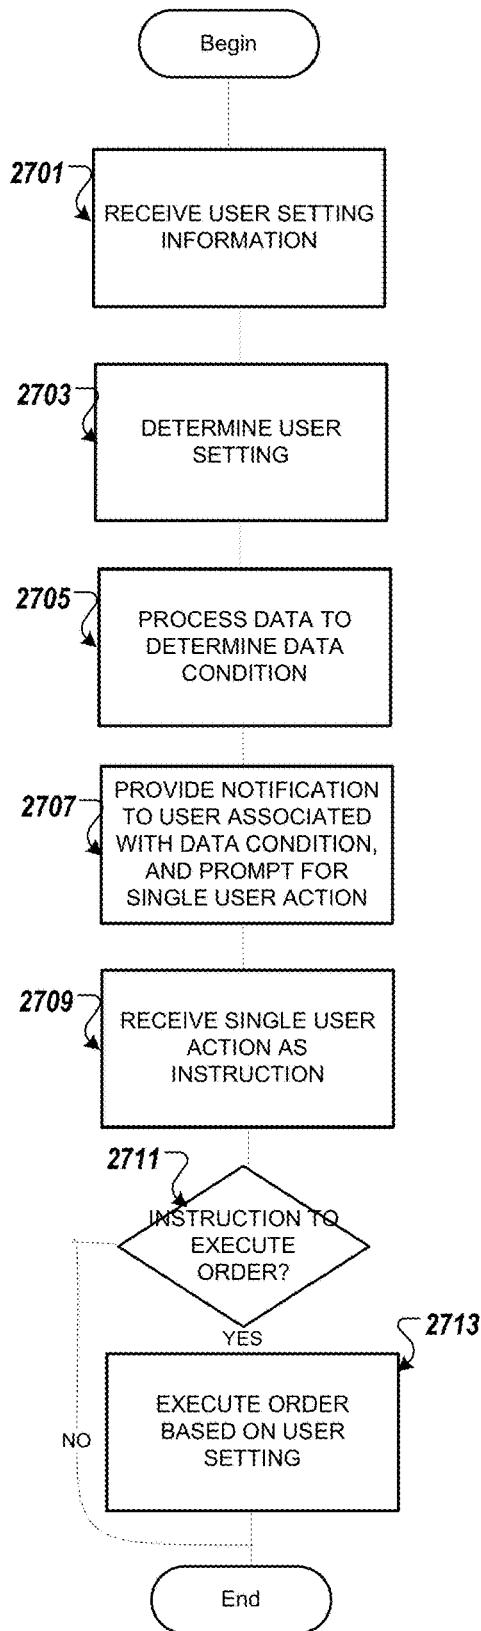 Begin
2701
RECEIVE USER SETTING
INFORMATION
2703
DETERMINE USER
SETTING
2705
PROCESS DATA TO
DETERMINE DATA
CONDITION
2707
PROVIDE NOTIFICATION
TO USER ASSOCIATED
WITH DATA CONDITION,
AND PROMPT FOR
SINGLE USER ACTION
2709
RECEIVE SINGLE USER
ACTION AS
INSTRUCTION
2711
INSTRUCTION TO
EXECUTE
ORDER?
YES
2713
EXECUTE ORDER
BASED ON USER
SETTING
NO
End